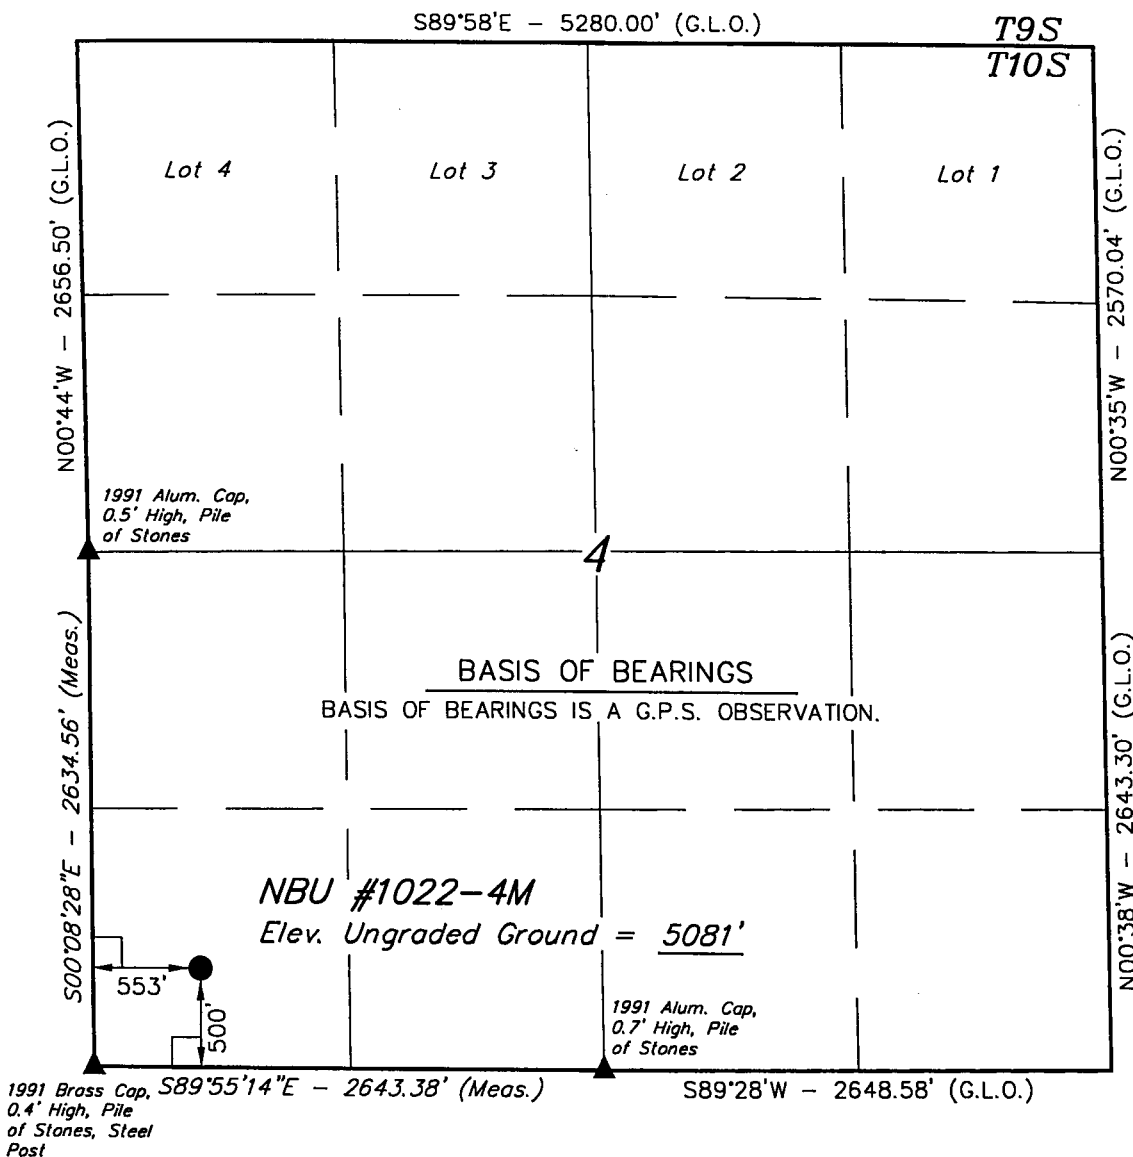 S89°58'E - 5280.00' (G.L.O.)
T9S
T10S
Lot 4
Lot 3
Lot 2
Lot 1
N00°44'W - 2656.50' (G.L.O.)
N00°35'W - 2570.04' (G.L.O.)
1991 Alum. Cap,
0.5' High, Pile
of Stones
4
S00°08'28"E - 2634.56' (Meas.)
N00°38'W - 2643.30' (G.L.O.)
BASIS OF BEARINGS
BASIS OF BEARINGS IS A G.P.S. OBSERVATION.
NBU #1022-4M
Elev. Ungraded Ground = 5081'
553'
500'
1991 Alum. Cap,
0.7' High, Pile
of Stones
1991 Brass Cap,
0.4' High, Pile
of Stones, Steel
Post
S89°55'14"E - 2643.38' (Meas.)
S89°28'W - 2648.58' (G.L.O.)